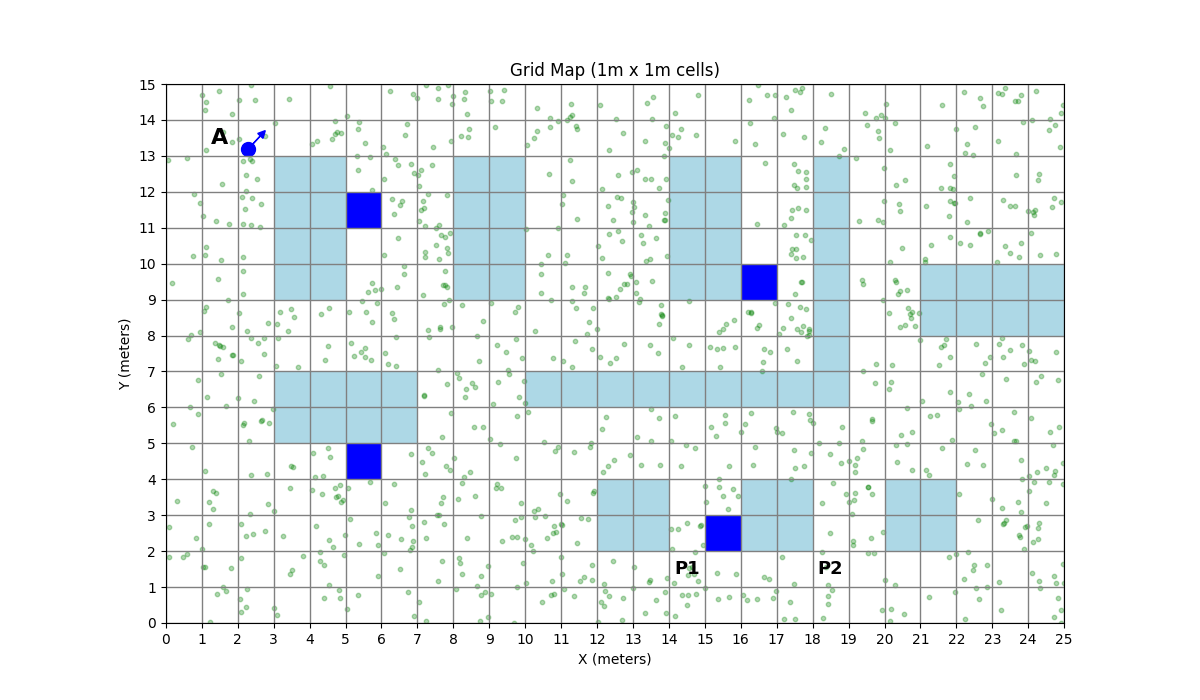 Grid Map (1m x 1m cells)
15
14
A
13
12
11
10
9
8
7
6
5
4
3
2
P1 P2
1
0
0 1 2 3 4 5 6 7 8 9 10 11 12 13 14 15 16 17 18 19 20 21 22 23 24 25
X (meters)
Y (meters)